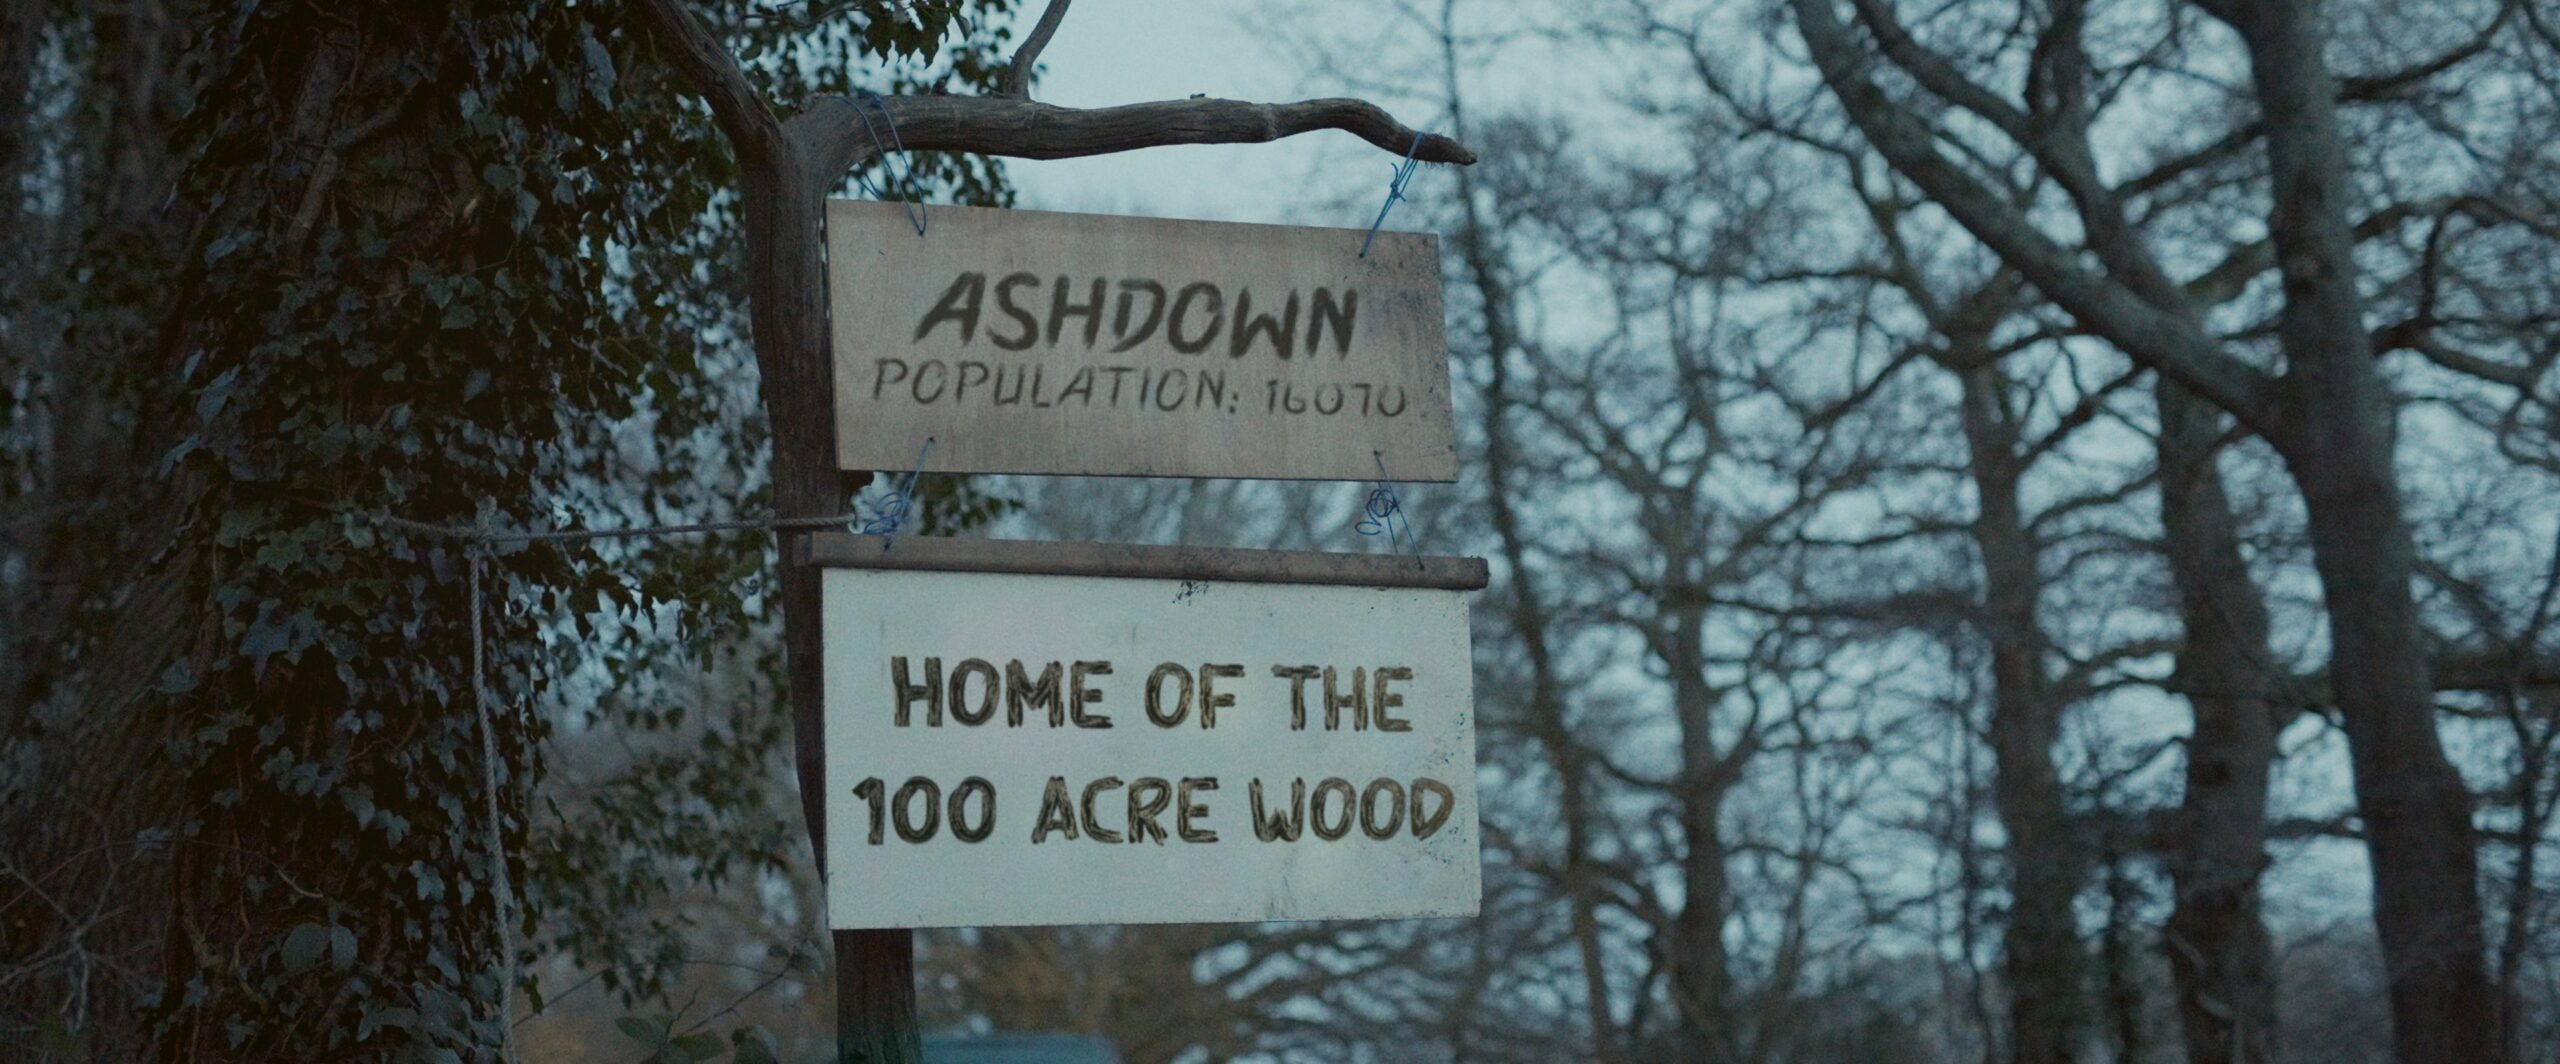 ASHDOWN
POPULATION: 16070
HOME OF THE
100 ACRE WOOD